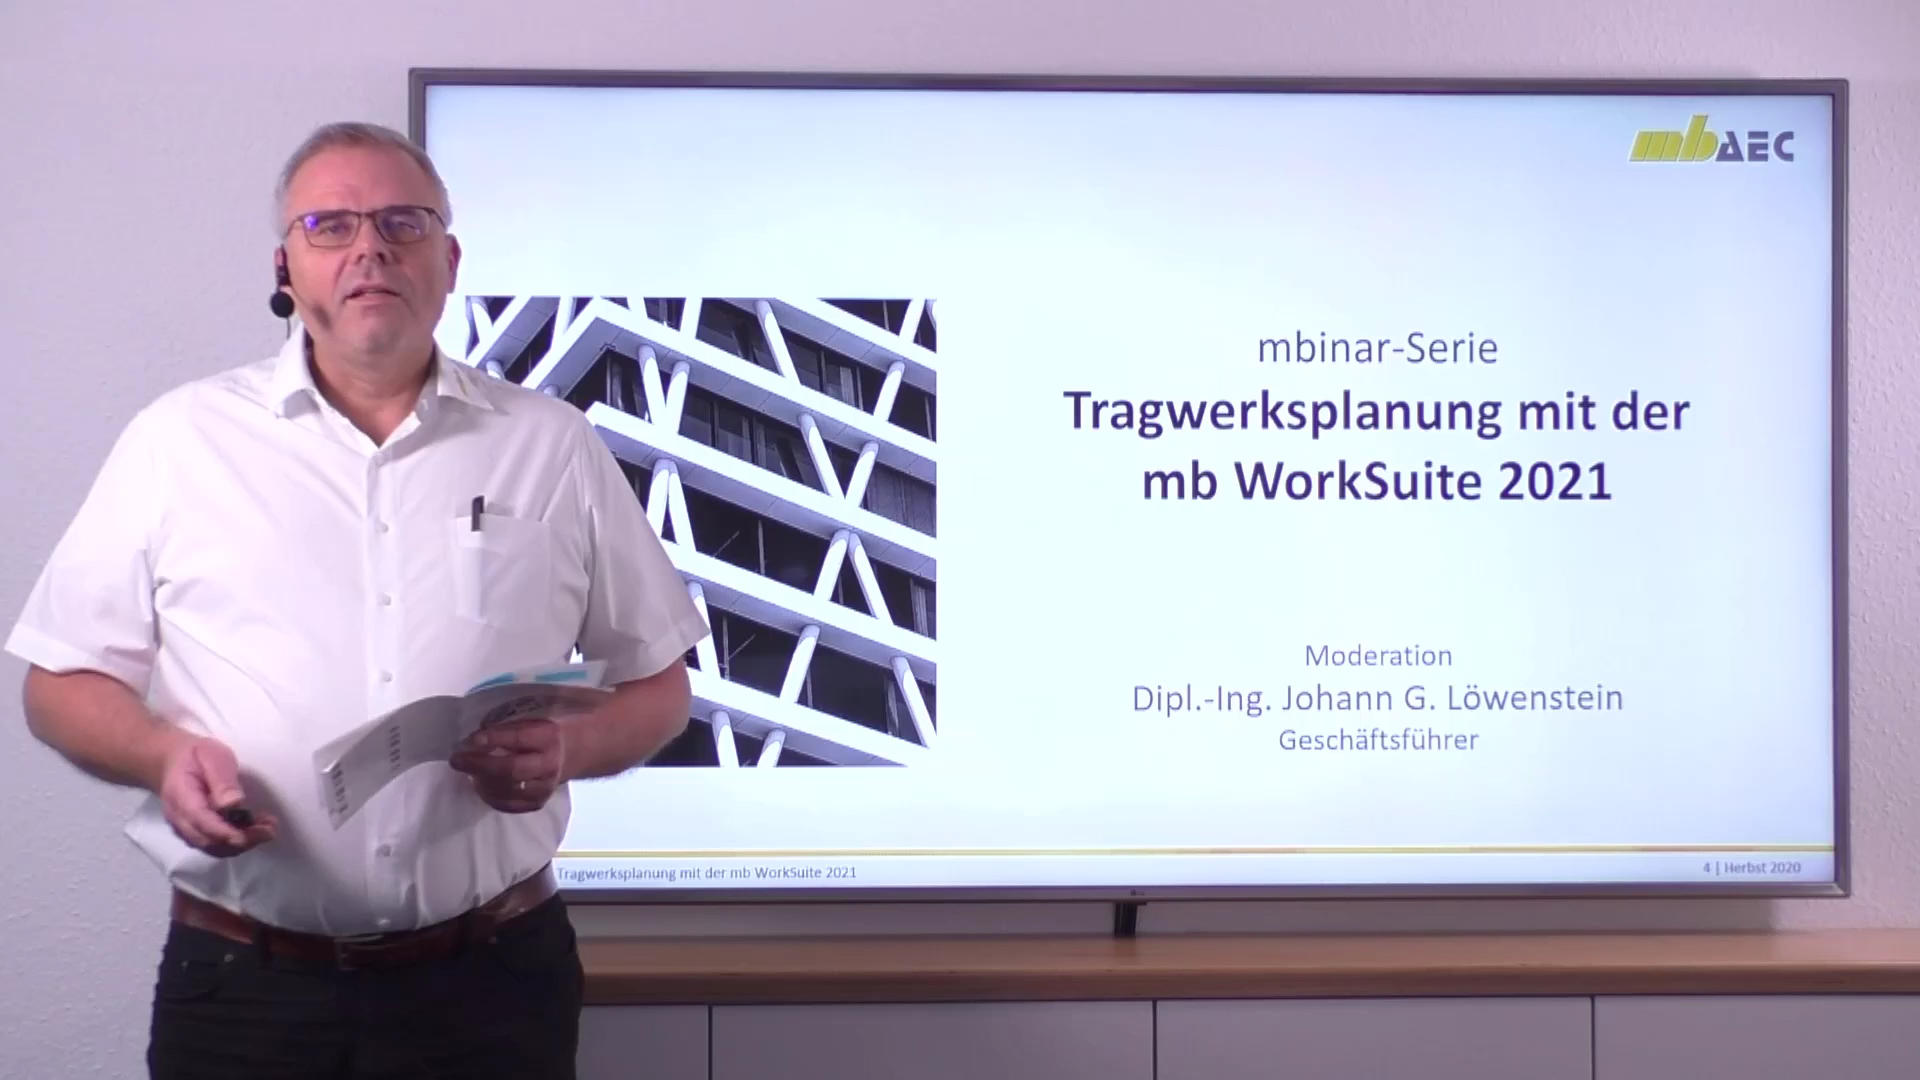 mbAEC
mbinar-Serie
Tragwerksplanung mit der
mb WorkSuite 2021
Moderation
Dipl.-Ing. Johann G. Löwenstein
Geschäftsführer
Tragwerksplanung mit der mb WorkSuite 2021
4 | Herbst 2020